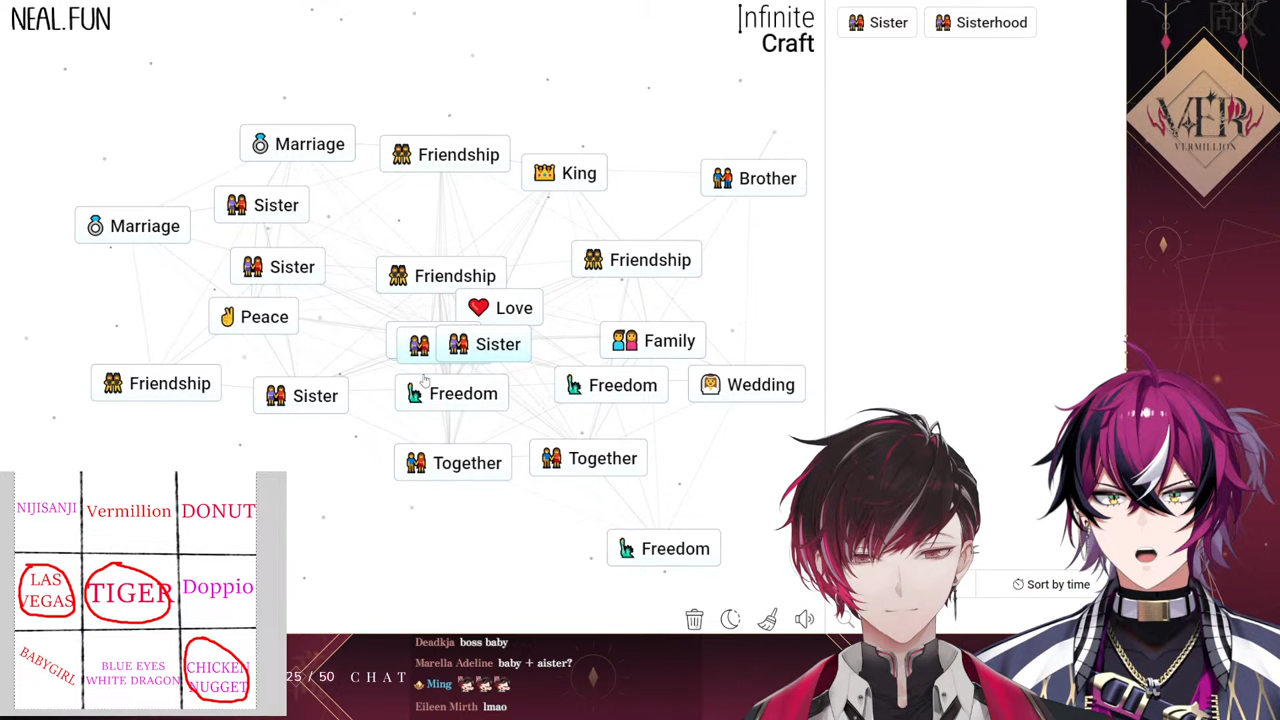 NEAL.FUN
Infinite
Craft
Sister
Sisterhood
Marriage
Friendship
King
Brother
Sister
Marriage
Sister
Friendship
Friendship
Peace
Love
Sister
Family
Friendship
Sister
Freedom
Freedom
Wedding
Together
Together
Freedom
Sort by time
VER
VERMILLION
NIJISANJI
Vermillion
DONUT
LAS
VEGAS
TIGER
Doppio
BABYGIRL
BLUE EYES
WHITE DRAGON
CHICKEN
NUGGET
25 / 50
CHAT
Deadkja boss baby
Marella Adeline baby + aister?
Ming
Eileen Mirth lmao